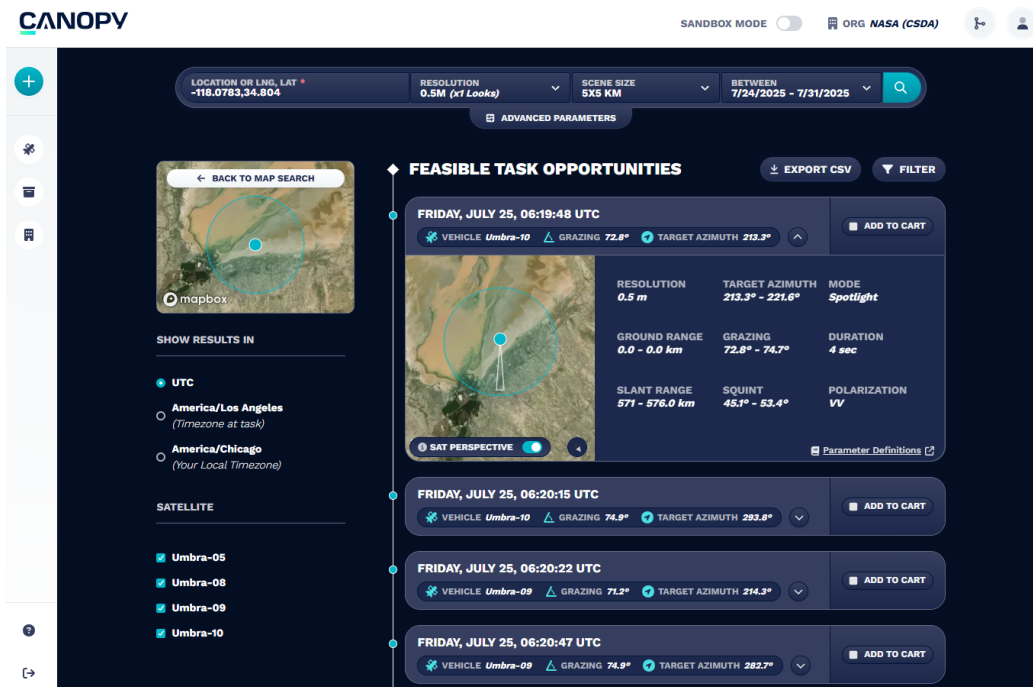 CANOPY
SANDBOX MODE
ORG NASA (CSDA)
LOCATION OR LNG, LAT *
-118.0783,34.804
RESOLUTION
0.5M (x1 Looks)
SCENE SIZE
5X5 KM
BETWEEN
7/24/2025 - 7/31/2025
ADVANCED PARAMETERS
← BACK TO MAP SEARCH
mapbox
SHOW RESULTS IN
UTC
America/Los Angeles
(Timezone at task)
America/Chicago
(Your Local Timezone)
SATELLITE
Umbra-05
Umbra-08
Umbra-09
Umbra-10
FEASIBLE TASK OPPORTUNITIES
EXPORT CSV
FILTER
FRIDAY, JULY 25, 06:19:48 UTC
VEHICLE Umbra-10 GRAZING 72.8° TARGET AZIMUTH 213.3°
ADD TO CART
SAT PERSPECTIVE
RESOLUTION
0.5 m
TARGET AZIMUTH
213.3° - 221.6°
MODE
Spotlight
GROUND RANGE
0.0 - 0.0 km
GRAZING
72.8° - 74.7°
DURATION
4 sec
SLANT RANGE
571 - 576.0 km
SQUINT
45.1° - 53.4°
POLARIZATION
VV
Parameter Definitions
FRIDAY, JULY 25, 06:20:15 UTC
VEHICLE Umbra-10 GRAZING 74.9° TARGET AZIMUTH 293.8°
ADD TO CART
FRIDAY, JULY 25, 06:20:22 UTC
VEHICLE Umbra-09 GRAZING 71.2° TARGET AZIMUTH 214.3°
ADD TO CART
FRIDAY, JULY 25, 06:20:47 UTC
VEHICLE Umbra-09 GRAZING 74.9° TARGET AZIMUTH 282.7°
ADD TO CART